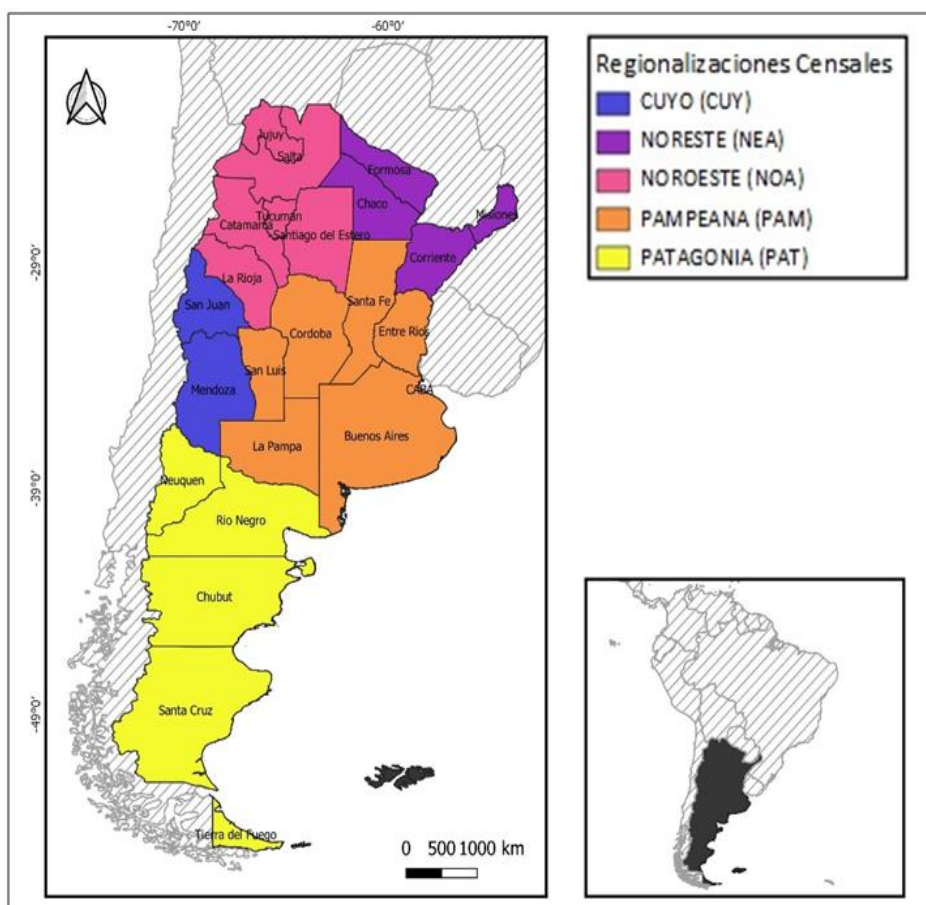 -70°0' -60°0'
-29°0'
-39°0'
-49°0'
Jujuy
Salta
Formosa
Chaco
Misiones
Tucuman
Catamarca
Santiago del Estero
Corriente
La Rioja
San Juan
Santa Fe
Cordoba
Entre Rios
San Luis
Mendoza
CABA
Buenos Aires
La Pampa
Neuquen
Rio Negro
Chubut
Santa Cruz
Tierra del Fuego
0 500 1000 km
Regionalizaciones Censales
CUYO (CUY)
NORESTE (NEA)
NOROESTE (NOA)
PAMPEANA (PAM)
PATAGONIA (PAT)